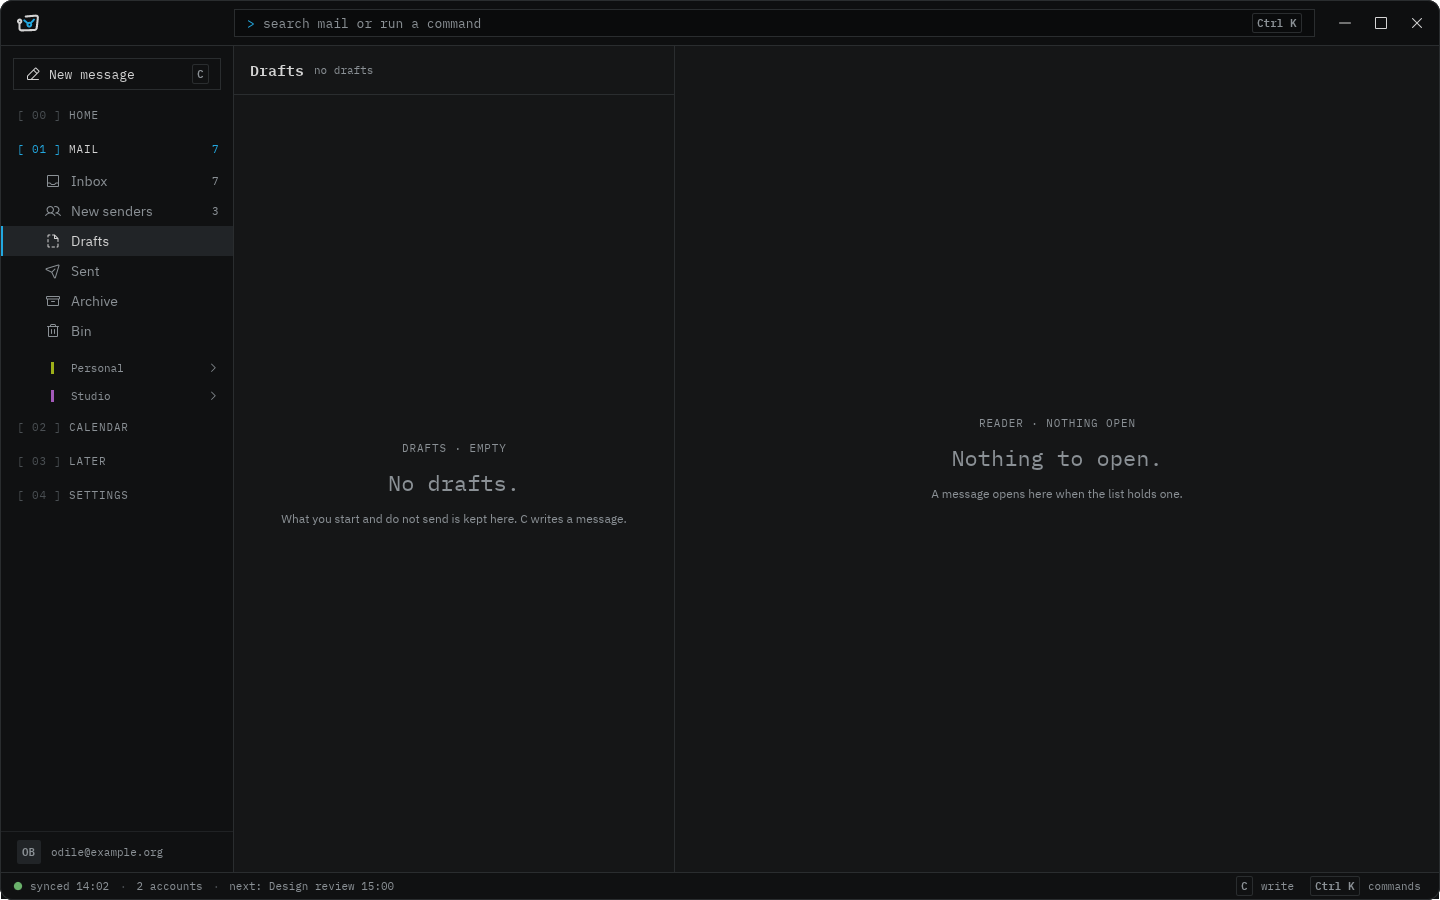 > search mail or run a command Ctrl K
New message C
[ 00 ] HOME
[ 01 ] MAIL 7
Inbox 7
New senders 3
Drafts
Sent
Archive
Bin
Personal
Studio
[ 02 ] CALENDAR
[ 03 ] LATER
[ 04 ] SETTINGS
OB odile@example.org
Drafts no drafts
DRAFTS · EMPTY
No drafts.
What you start and do not send is kept here. C writes a message.
READER · NOTHING OPEN
Nothing to open.
A message opens here when the list holds one.
synced 14:02 · 2 accounts · next: Design review 15:00
C write Ctrl K commands